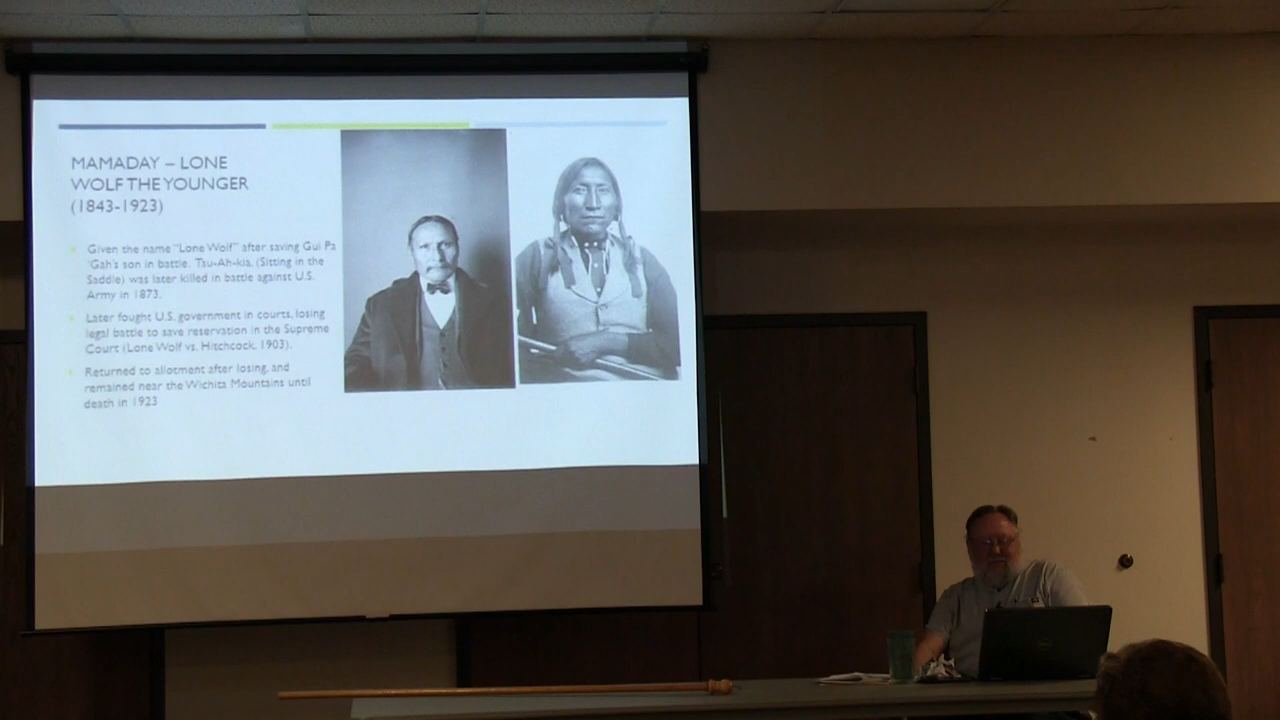 MAMADAY – LONE
WOLF THE YOUNGER
(1843-1923)
Given the name "Lone Wolf" after saving Gui Pa
'Gah's son in battle. Tau-Ah-kia, (Sitting in the
Saddle) was later killed in battle against U.S.
Army in 1873.
Later fought U.S. government in courts, losing
legal battle to save reservation in the Supreme
Court (Lone Wolf vs. Hitchcock, 1903).
Returned to allotment after losing, and
remained near the Wichita Mountains until
death in 1923